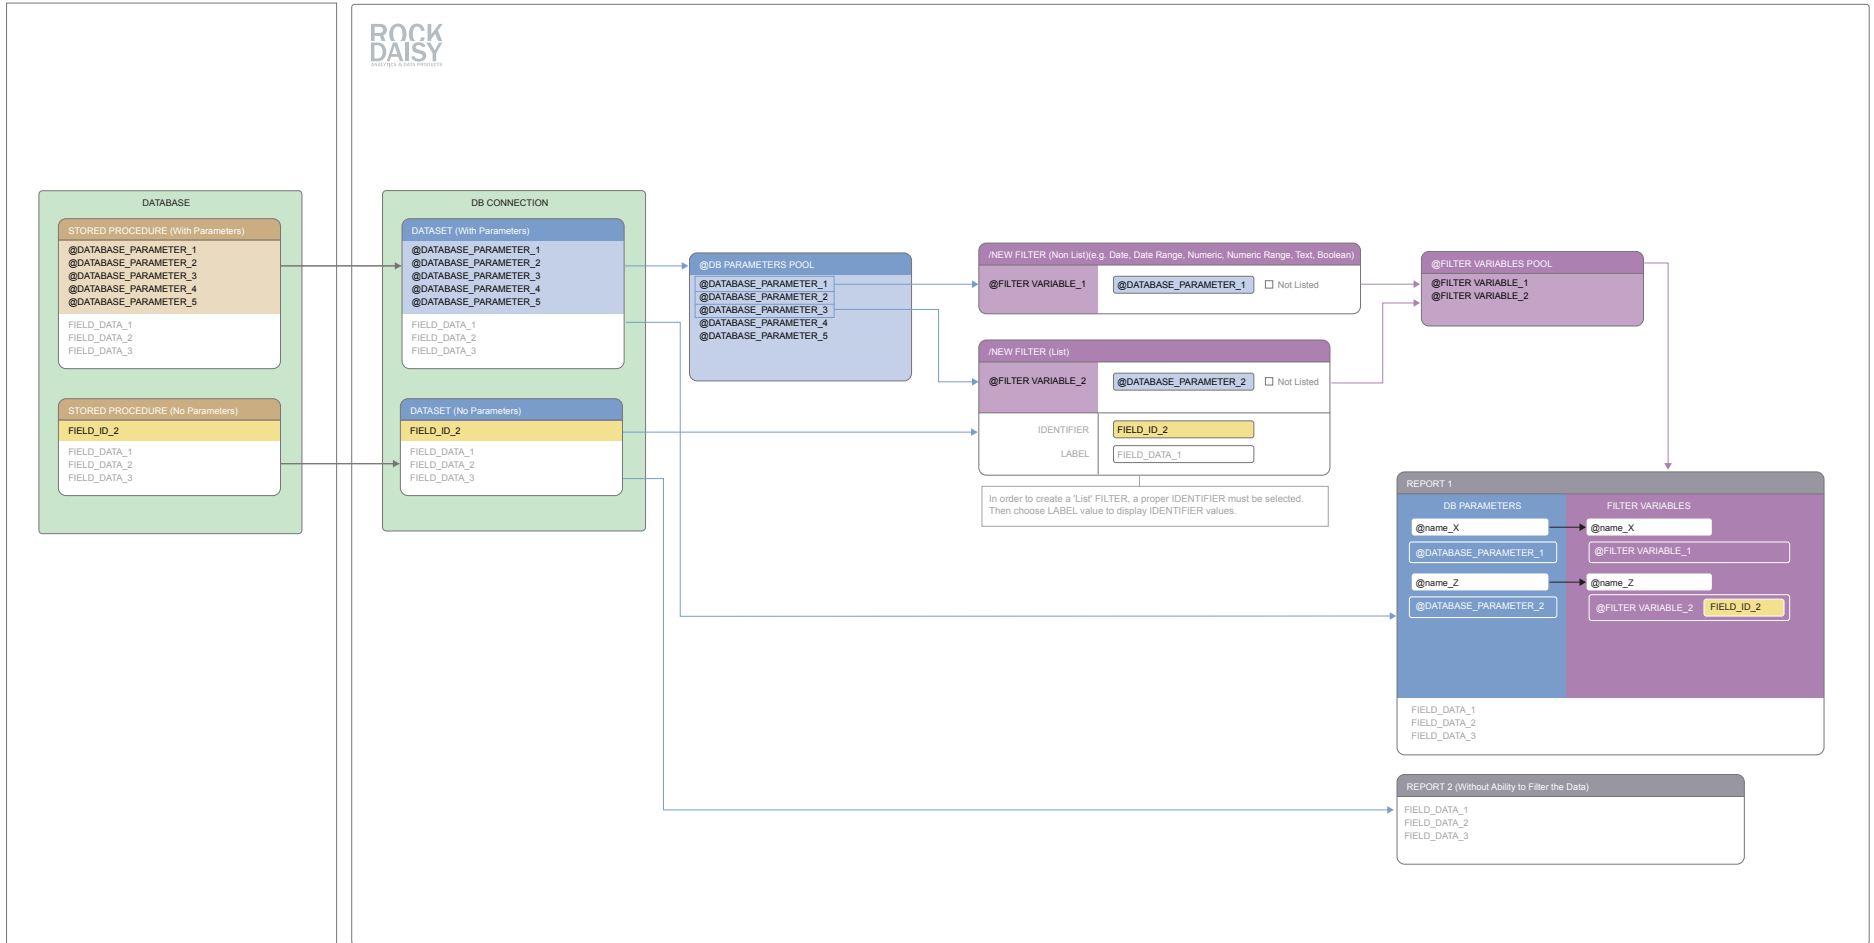 ROCK
DAISY
ANALYTICS & DATA PRODUCTS
DATABASE
STORED PROCEDURE (With Parameters)
@DATABASE_PARAMETER_1
@DATABASE_PARAMETER_2
@DATABASE_PARAMETER_3
@DATABASE_PARAMETER_4
@DATABASE_PARAMETER_5
FIELD_DATA_1
FIELD_DATA_2
FIELD_DATA_3
STORED PROCEDURE (No Parameters)
FIELD_ID_2
FIELD_DATA_1
FIELD_DATA_2
FIELD_DATA_3
DB CONNECTION
DATASET (With Parameters)
@DATABASE_PARAMETER_1
@DATABASE_PARAMETER_2
@DATABASE_PARAMETER_3
@DATABASE_PARAMETER_4
@DATABASE_PARAMETER_5
FIELD_DATA_1
FIELD_DATA_2
FIELD_DATA_3
DATASET (No Parameters)
FIELD_ID_2
FIELD_DATA_1
FIELD_DATA_2
FIELD_DATA_3
@DB PARAMETERS POOL
@DATABASE_PARAMETER_1
@DATABASE_PARAMETER_2
@DATABASE_PARAMETER_3
@DATABASE_PARAMETER_4
@DATABASE_PARAMETER_5
/NEW FILTER (Non List)(e.g. Date, Date Range, Numeric, Numeric Range, Text, Boolean)
@FILTER VARIABLE_1 @DATABASE_PARAMETER_1 Not Listed
/NEW FILTER (List)
@FILTER VARIABLE_2 @DATABASE_PARAMETER_2 Not Listed
IDENTIFIER FIELD_ID_2
LABEL FIELD_DATA_1
In order to create a 'List' FILTER, a proper IDENTIFIER must be selected.
Then choose LABEL value to display IDENTIFIER values.
@FILTER VARIABLES POOL
@FILTER VARIABLE_1
@FILTER VARIABLE_2
REPORT 1
DB PARAMETERS FILTER VARIABLES
@name_X @name_X
@DATABASE_PARAMETER_1 @FILTER VARIABLE_1
@name_Z @name_Z
@DATABASE_PARAMETER_2 @FILTER VARIABLE_2 FIELD_ID_2
FIELD_DATA_1
FIELD_DATA_2
FIELD_DATA_3
REPORT 2 (Without Ability to Filter the Data)
FIELD_DATA_1
FIELD_DATA_2
FIELD_DATA_3